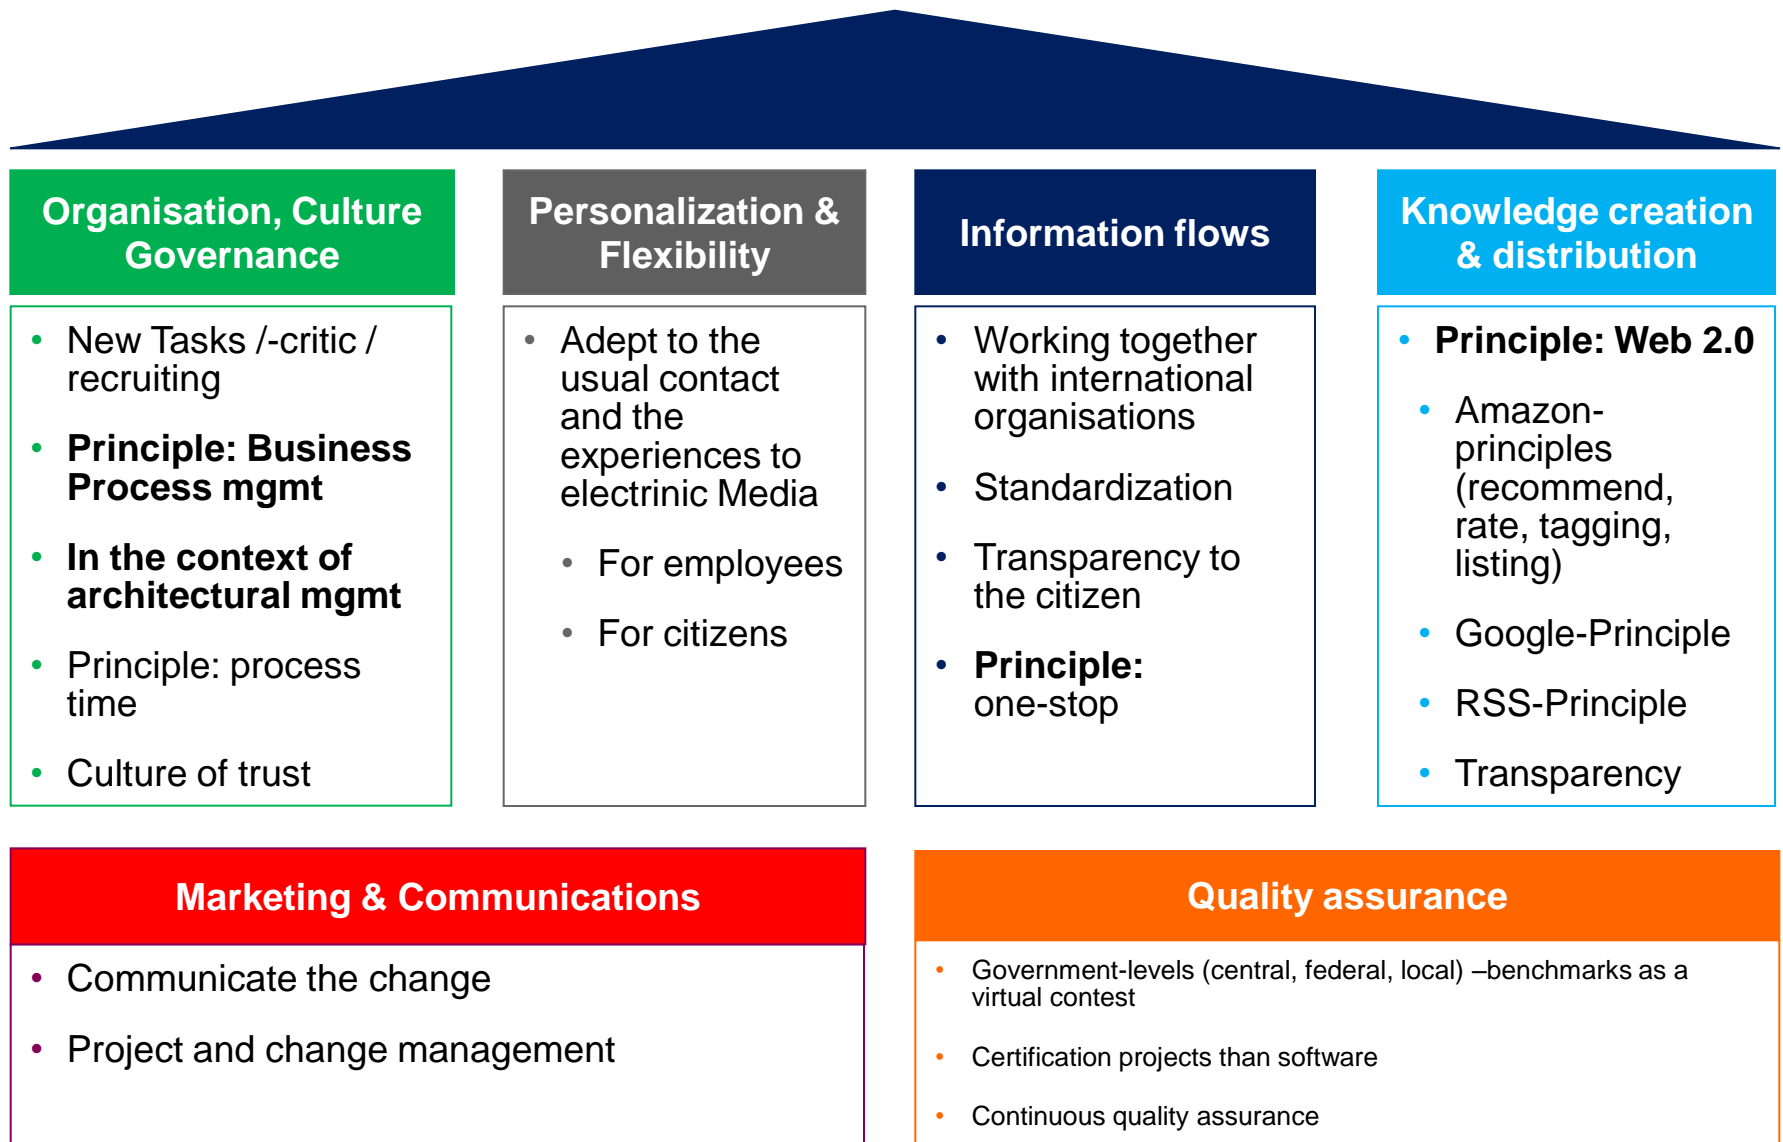 Organisation, Culture
Governance
• New Tasks /-critic /
recruiting
• Principle: Business
Process mgmt
• In the context of
architectural mgmt
• Principle: process
time
• Culture of trust
Personalization &
Flexibility
• Adept to the
usual contact
and the
experiences to
electrinic Media
• For employees
• For citizens
Information flows
• Working together
with international
organisations
• Standardization
• Transparency to
the citizen
• Principle:
one-stop
Knowledge creation
& distribution
• Principle: Web 2.0
• Amazon-
principles
(recommend,
rate, tagging,
listing)
• Google-Principle
• RSS-Principle
• Transparency
Marketing & Communications
• Communicate the change
• Project and change management
Quality assurance
• Government-levels (central, federal, local) –benchmarks as a
virtual contest
• Certification projects than software
• Continuous quality assurance